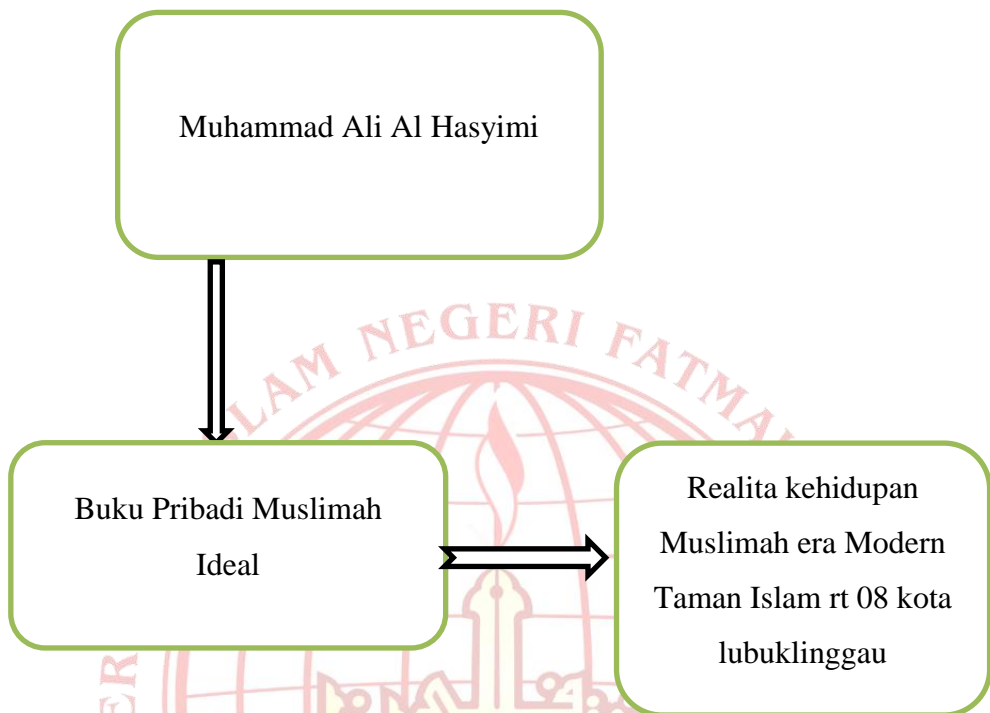 Muhammad Ali Al Hasyimi
NEGERI
Buku Pribadi Muslimah
Ideal
Realita kehidupan
Muslimah era Modern
Taman Islam rt 08 kota
lubuklinggau